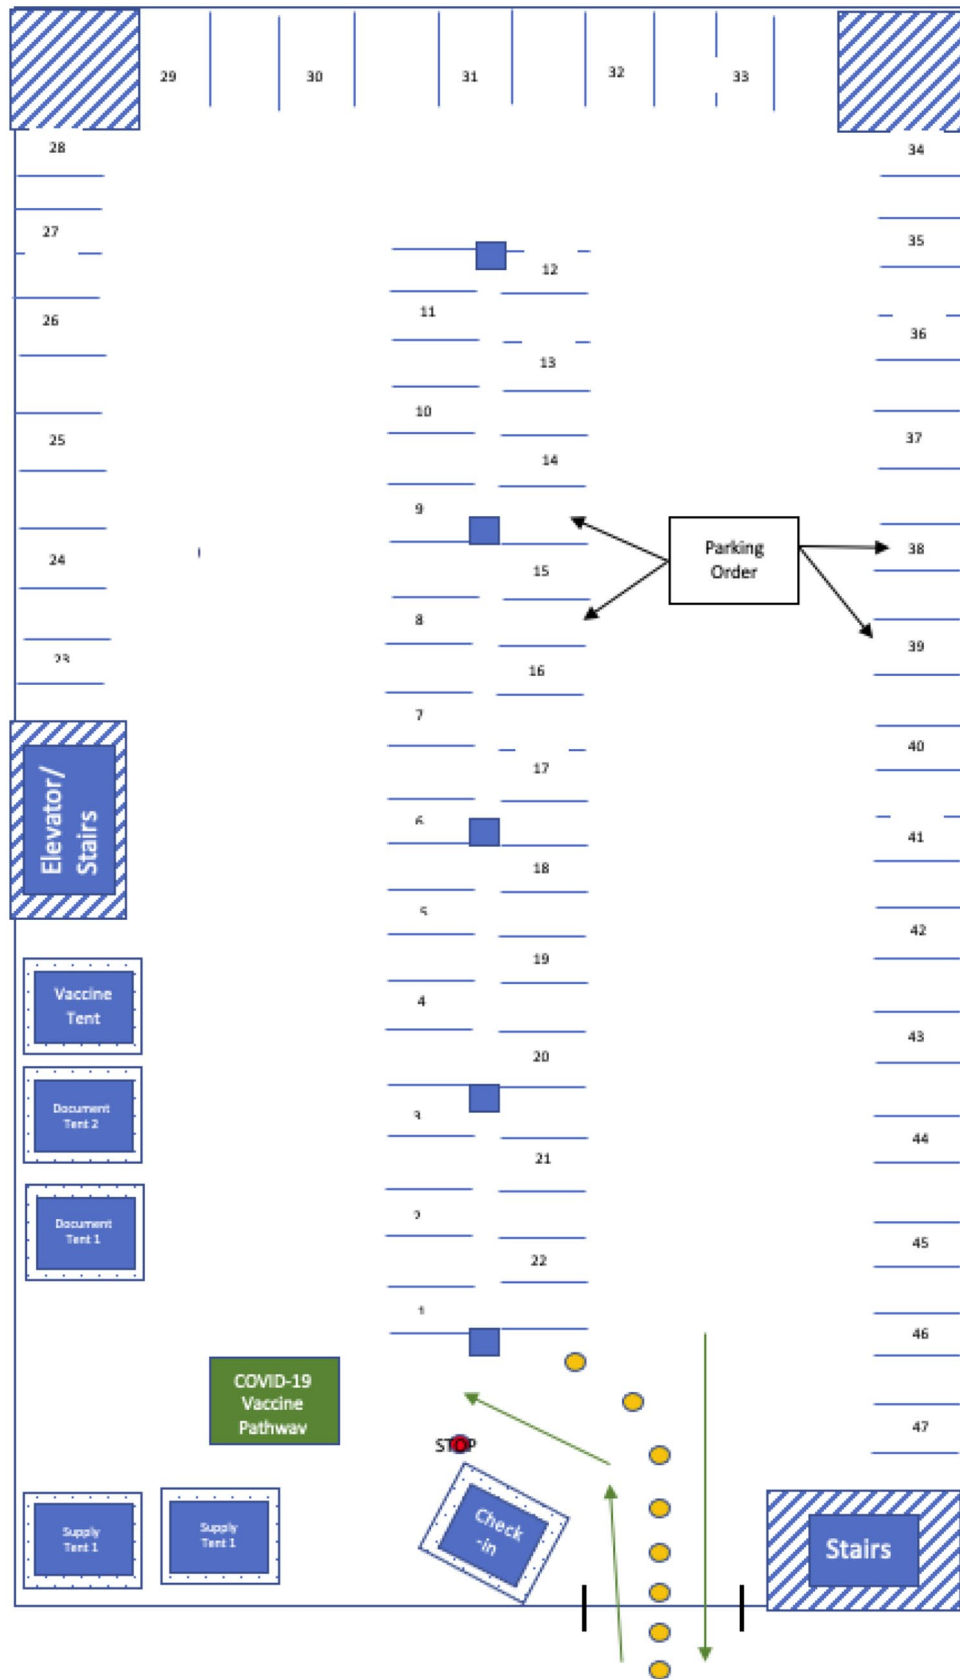 29 30 31 32 33
28
34
27
35
12
26
11
36
13
10
37
25
14
9
Parking
Order
38
24
15
8
39
23
16
7
40
17
6
41
Elevator/
Stairs
18
5
42
19
4
Vaccine
Tent
43
20
3
Document
Tent 2
44
21
2
Document
Tent 1
45
22
1
46
COVID-19
Vaccine
Pathway
47
STOP
Check
-in
Supply
Tent 1
Supply
Tent 1
Stairs